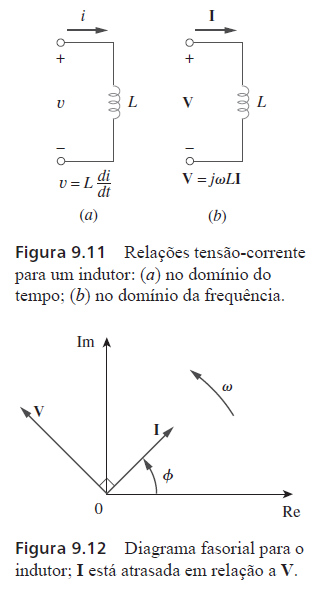 i
I
+
+
v
L
V
L
−
−
v = L di/dt
V = jωLI
(a)
(b)
Figura 9.11 Relações tensão-corrente
para um indutor: (a) no domínio do
tempo; (b) no domínio da frequência.
Im
ω
V
I
ϕ
0
Re
Figura 9.12 Diagrama fasorial para o
indutor; I está atrasada em relação a V.